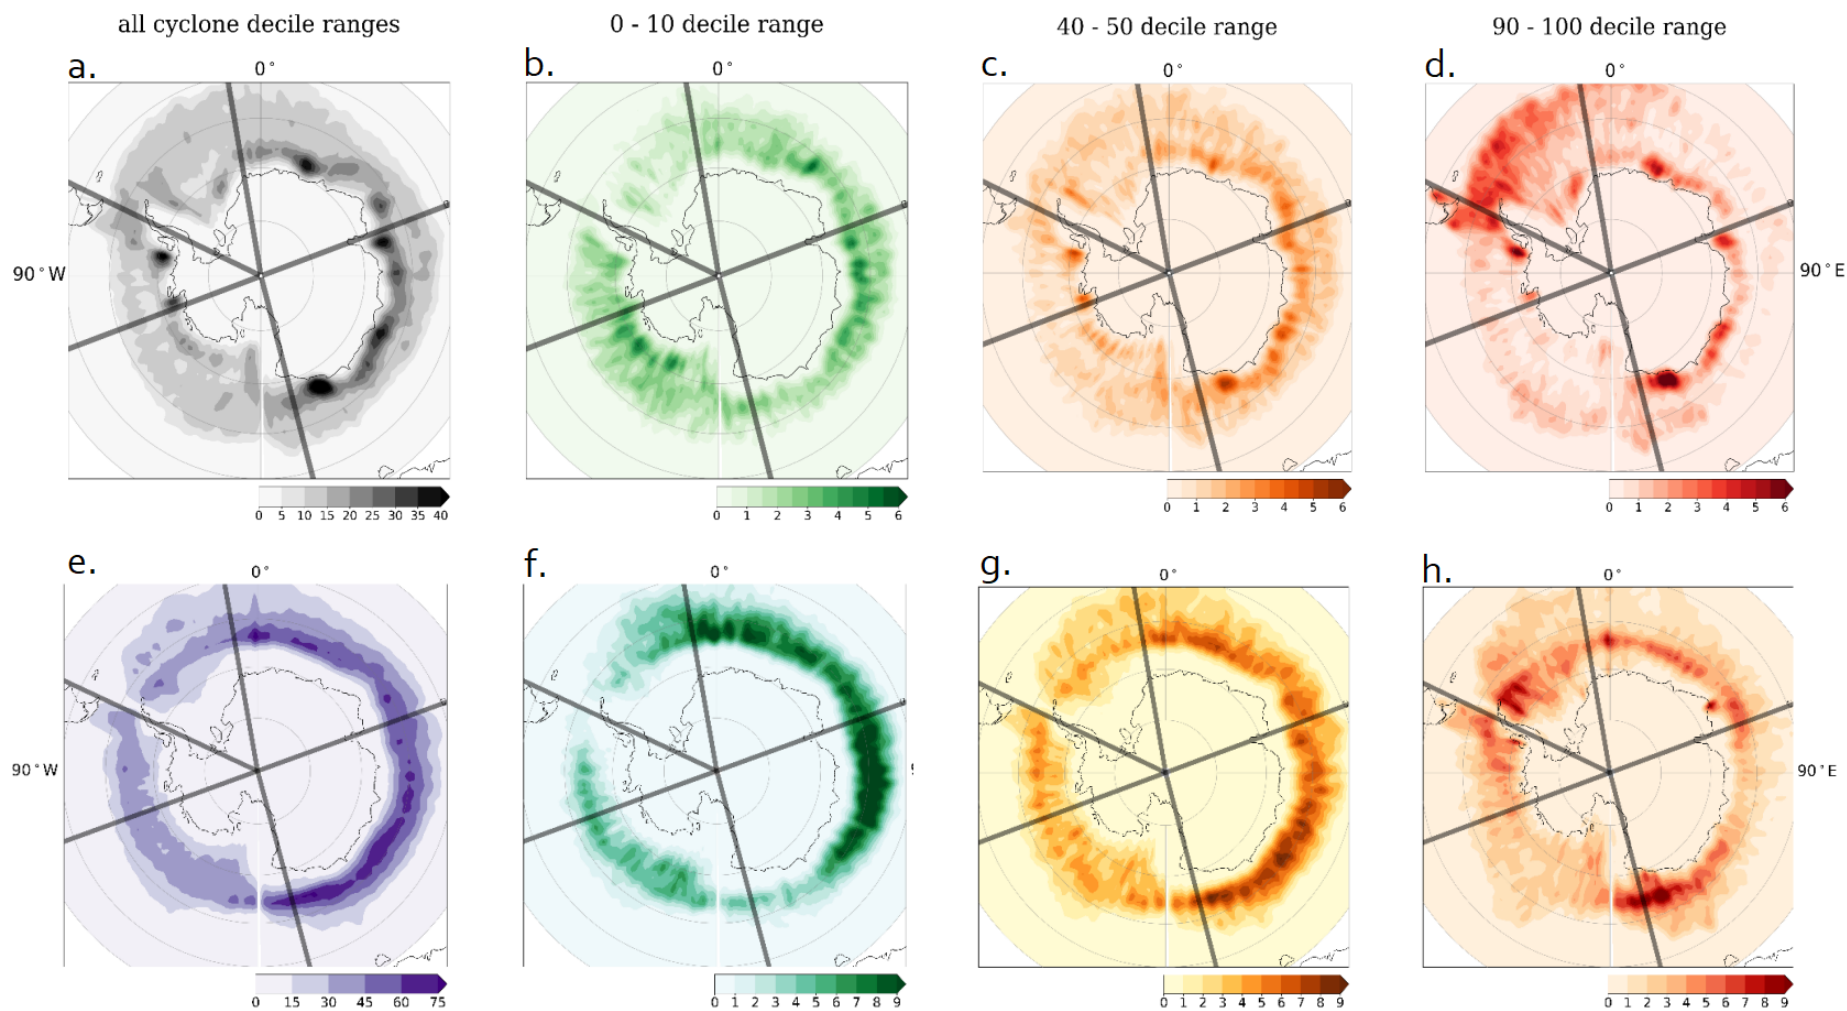 all cyclone decile ranges
0 - 10 decile range
40 - 50 decile range
90 - 100 decile range
a.
b.
c.
d.
0°
0°
0°
0°
90°W
90°E
0 5 10 15 20 25 30 35 40
0 1 2 3 4 5 6
0 1 2 3 4 5 6
0 1 2 3 4 5 6
e.
f.
g.
h.
0°
0°
0°
0°
90°W
90°E
0 15 30 45 60 75
0 1 2 3 4 5 6 7 8 9
0 1 2 3 4 5 6 7 8 9
0 1 2 3 4 5 6 7 8 9